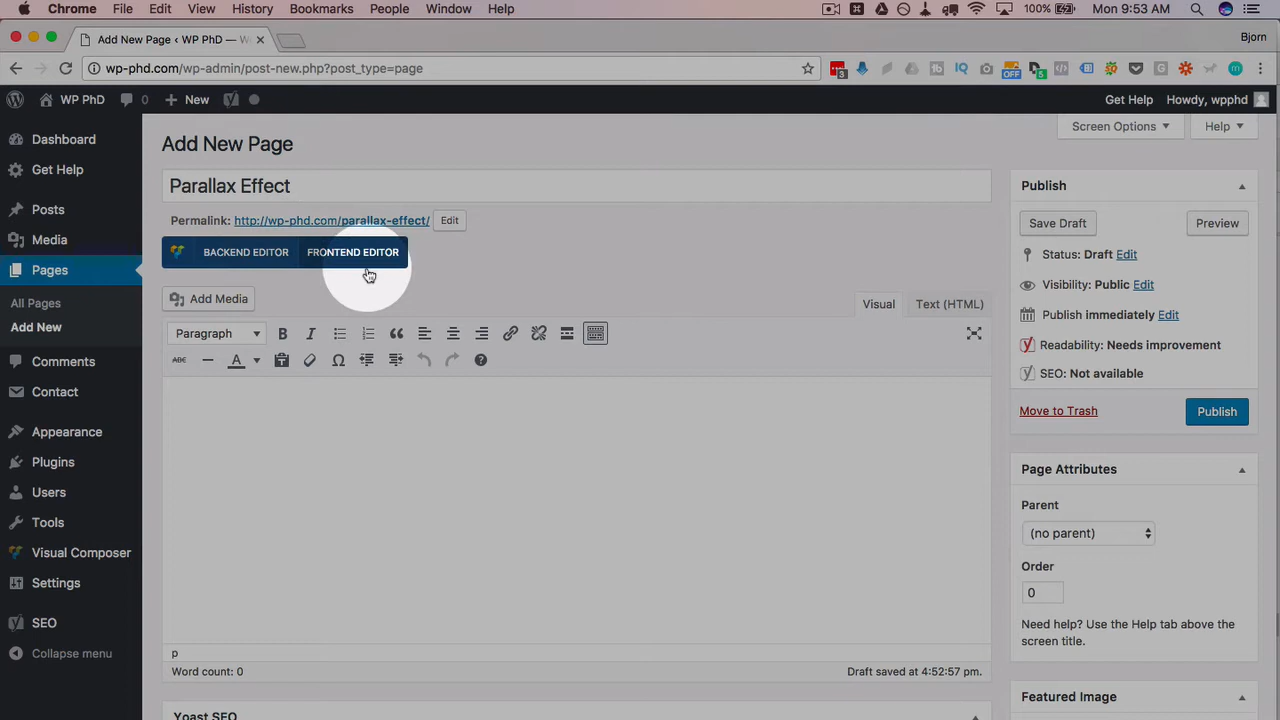 Chrome File Edit View History Bookmarks People Window Help 100% Mon 9:53 AM
Add New Page ‹ WP PhD — W Bjorn
wp-phd.com/wp-admin/post-new.php?post_type=page 3 OFF 5
WP PhD 0 New Get Help Howdy, wpphd
Screen Options Help
Dashboard
Get Help
Posts
Media
Pages
All Pages
Add New
Comments
Contact
Appearance
Plugins
Users
Tools
Visual Composer
Settings
SEO
Collapse menu
Add New Page
Parallax Effect
Permalink: http://wp-phd.com/parallax-effect/ Edit
BACKEND EDITOR FRONTEND EDITOR
Add Media Visual Text (HTML)
Paragraph B I
ABC A Ω
p
Word count: 0 Draft saved at 4:52:57 pm.
Yoast SEO
Publish
Save Draft Preview
Status: Draft Edit
Visibility: Public Edit
Publish immediately Edit
Readability: Needs improvement
SEO: Not available
Move to Trash Publish
Page Attributes
Parent
(no parent)
Order
0
Need help? Use the Help tab above the
screen title.
Featured Image